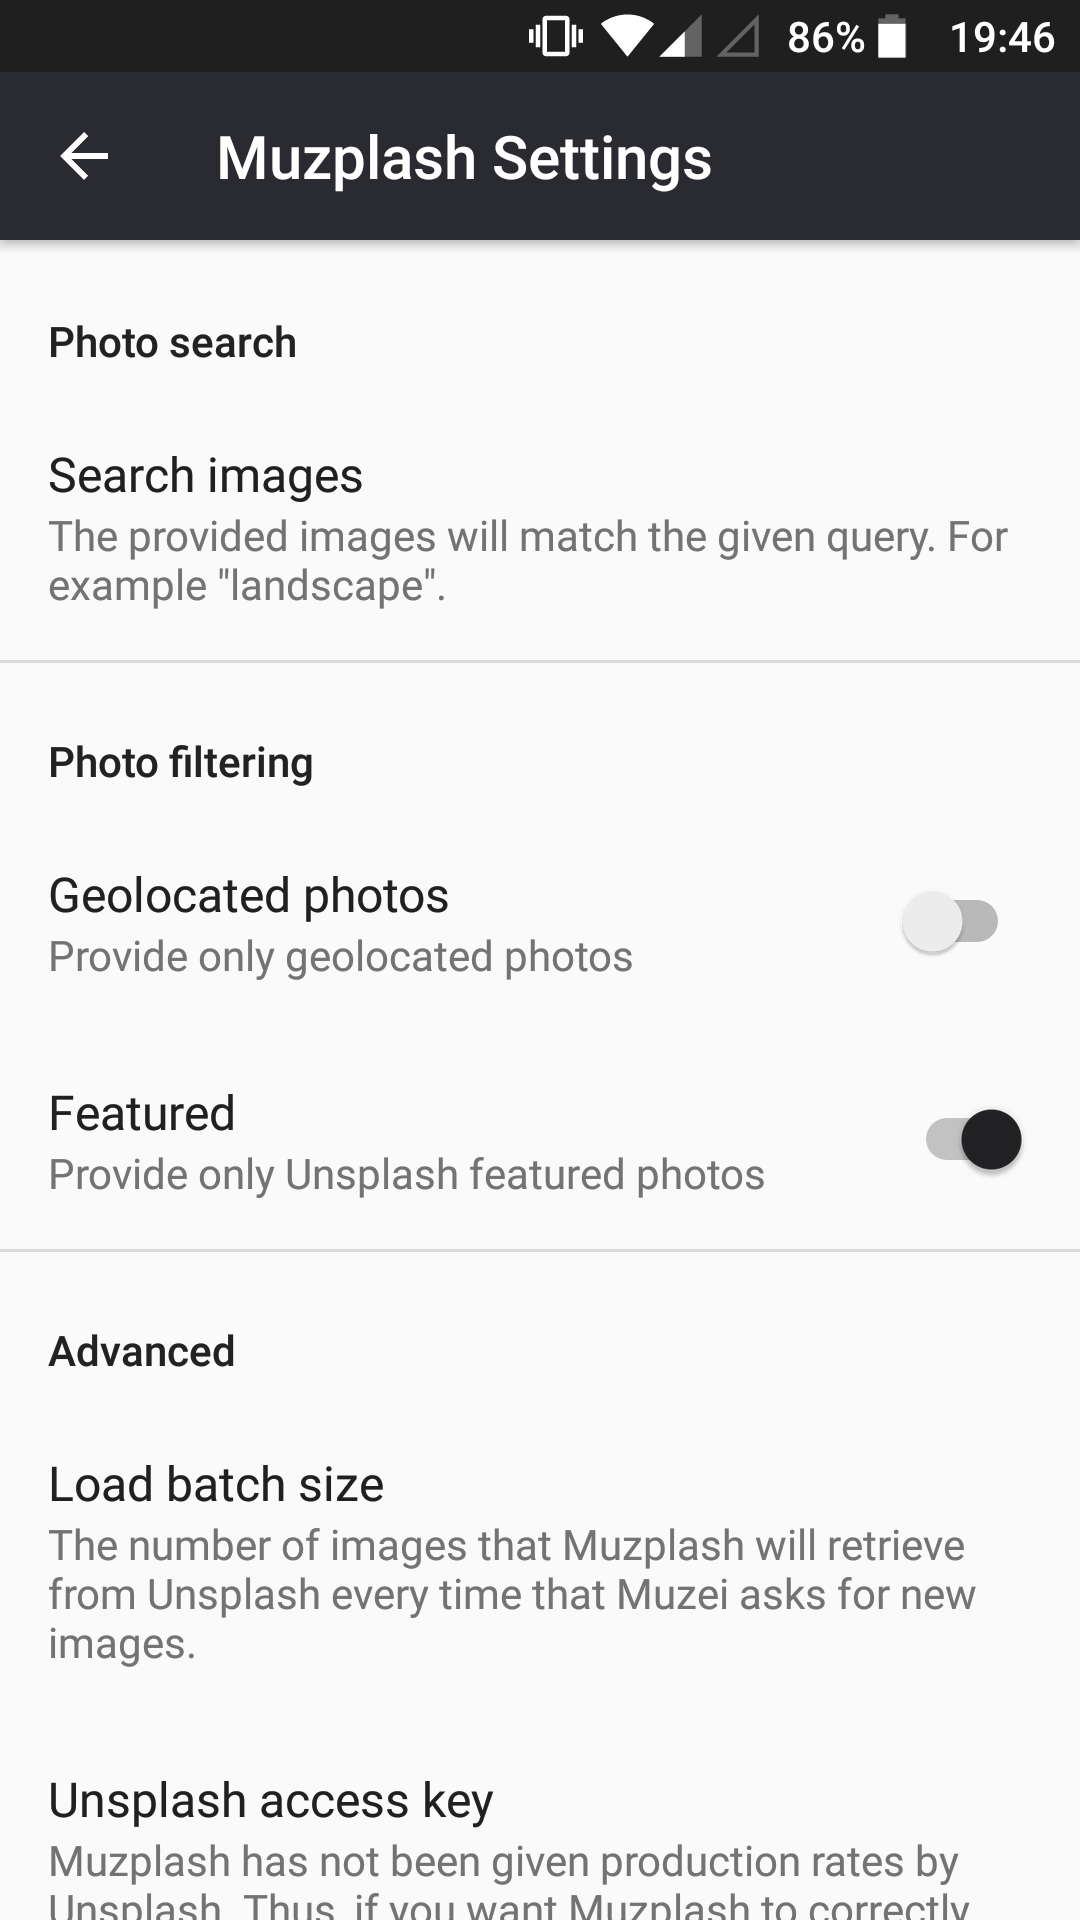 86% 19:46
Muzplash Settings
Photo search
Search images
The provided images will match the given query. For
example "landscape".
Photo filtering
Geolocated photos
Provide only geolocated photos
Featured
Provide only Unsplash featured photos
Advanced
Load batch size
The number of images that Muzplash will retrieve
from Unsplash every time that Muzei asks for new
images.
Unsplash access key
Muzplash has not been given production rates by
Unsplash. Thus, if you want Muzplash to correctly